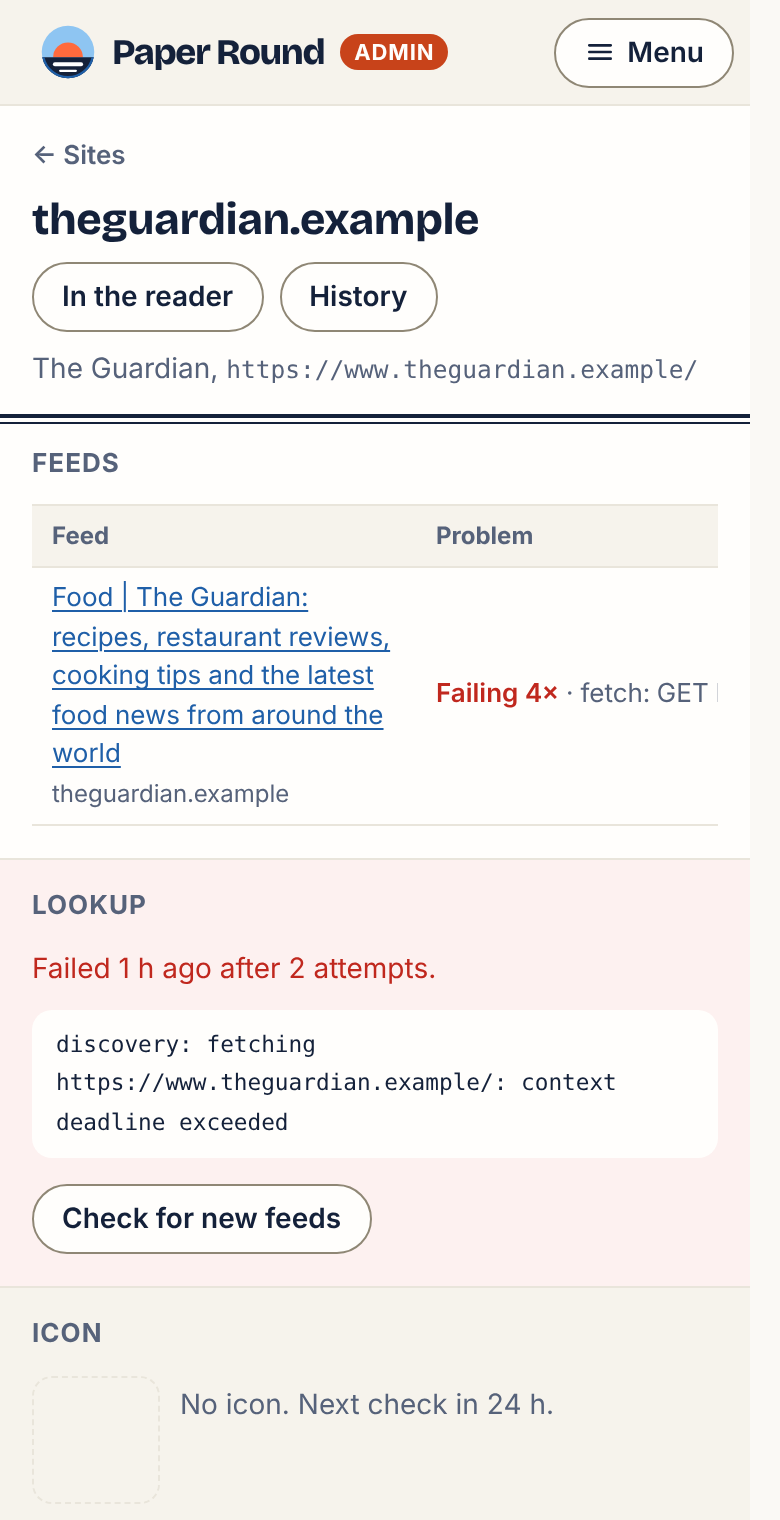 Paper Round ADMIN
Menu
← Sites
theguardian.example
In the reader
History
The Guardian, https://www.theguardian.example/
FEEDS
Feed Problem
Food | The Guardian:
recipes, restaurant reviews,
cooking tips and the latest
food news from around the
world
theguardian.example
Failing 4× · fetch: GET
LOOKUP
Failed 1 h ago after 2 attempts.
discovery: fetching
https://www.theguardian.example/: context
deadline exceeded
Check for new feeds
ICON
No icon. Next check in 24 h.